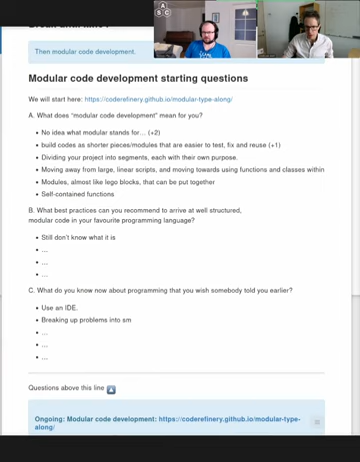 Then modular code development.
Modular code development starting questions
We will start here: https://coderefinery.github.io/modular-type-along/
A. What does "modular code development" mean for you?
• No idea what modular stands for... (+2)
• build codes as shorter pieces/modules that are easier to test, fix and reuse (+1)
• Dividing your project into segments, each with their own purpose.
• Moving away from large, linear scripts, and moving towards using functions and classes within
• Modules, almost like lego blocks, that can be put together
• Self-contained functions
B. What best practices can you recommend to arrive at well structured,
modular code in your favourite programming language?
• Still don't know what it is
• ...
• ...
• ...
C. What do you know now about programming that you wish somebody told you earlier?
• Use an IDE.
• Breaking up problems into sm
• ...
• ...
• ...
Questions above this line
Ongoing: Modular code development: https://coderefinery.github.io/modular-type-
along/